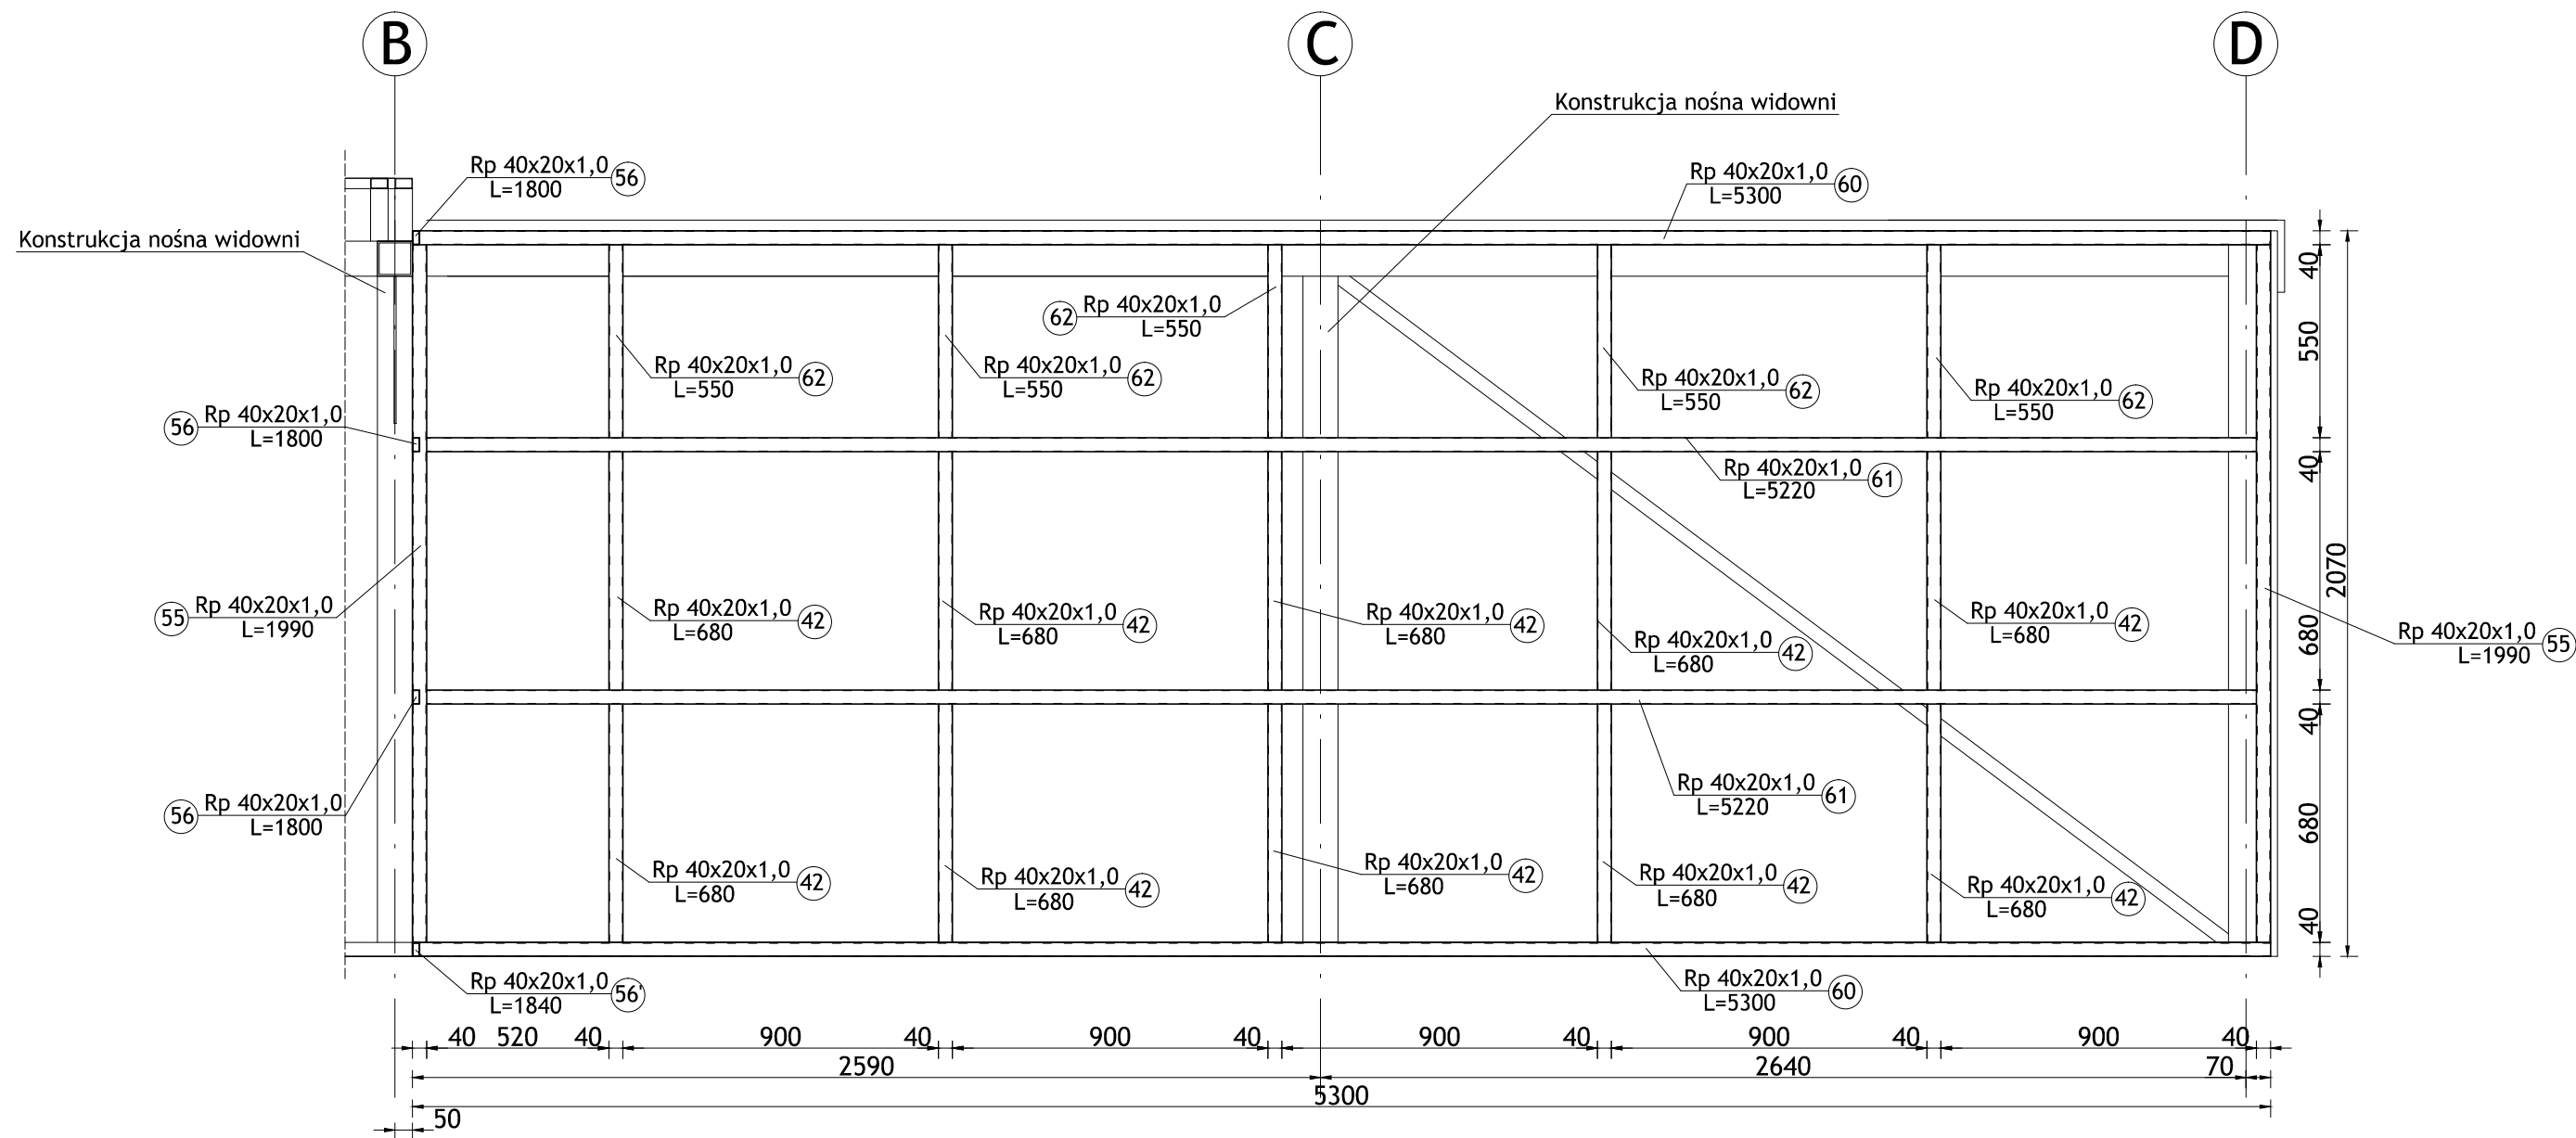 B
C
D
Konstrukcja nośna widowni
Rp 40x20x1,0
L=1800
56
Rp 40x20x1,0
L=5300
60
Konstrukcja nośna widowni
62
Rp 40x20x1,0
L=550
Rp 40x20x1,0
L=550
62
Rp 40x20x1,0
L=550
62
Rp 40x20x1,0
L=550
62
Rp 40x20x1,0
L=550
62
56
Rp 40x20x1,0
L=1800
Rp 40x20x1,0
L=5220
61
55
Rp 40x20x1,0
L=1990
Rp 40x20x1,0
L=680
42
Rp 40x20x1,0
L=680
42
Rp 40x20x1,0
L=680
42
Rp 40x20x1,0
L=680
42
Rp 40x20x1,0
L=680
42
Rp 40x20x1,0
L=1990
55
56
Rp 40x20x1,0
L=1800
Rp 40x20x1,0
L=5220
61
Rp 40x20x1,0
L=680
42
Rp 40x20x1,0
L=680
42
Rp 40x20x1,0
L=680
42
Rp 40x20x1,0
L=680
42
Rp 40x20x1,0
L=680
42
Rp 40x20x1,0
L=1840
56'
Rp 40x20x1,0
L=5300
60
40
550
40
680
40
680
40
2070
40 520 40 900 40 900 40 900 40 900 40 900 40
2590 2640 70
5300
50